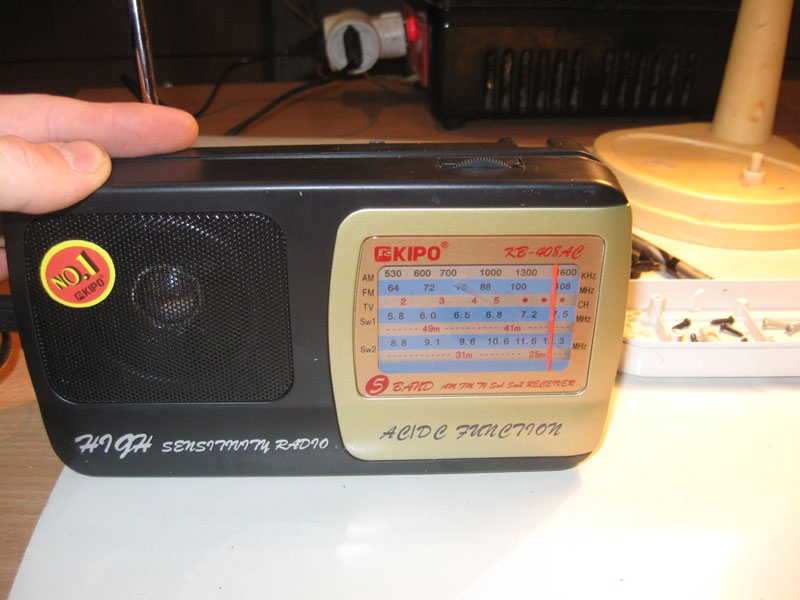 NO.1
KIPO
KIPO® KB-408AC
AM 530 600 700 1000 1300 1600 KHz
FM 64 72 88 100 108 MHz
TV 2 3 4 5 CH
Sw1 5.8 6.0 6.5 6.8 7.2 7.5 MHz
49m 41m
Sw2 8.8 9.1 9.6 10.6 11.6 MHz
31m 25m
5 BAND AM FM TV Sw1 Sw2 RECEIVER
HIGH SENSITIVITY RADIO
AC/DC FUNCTION